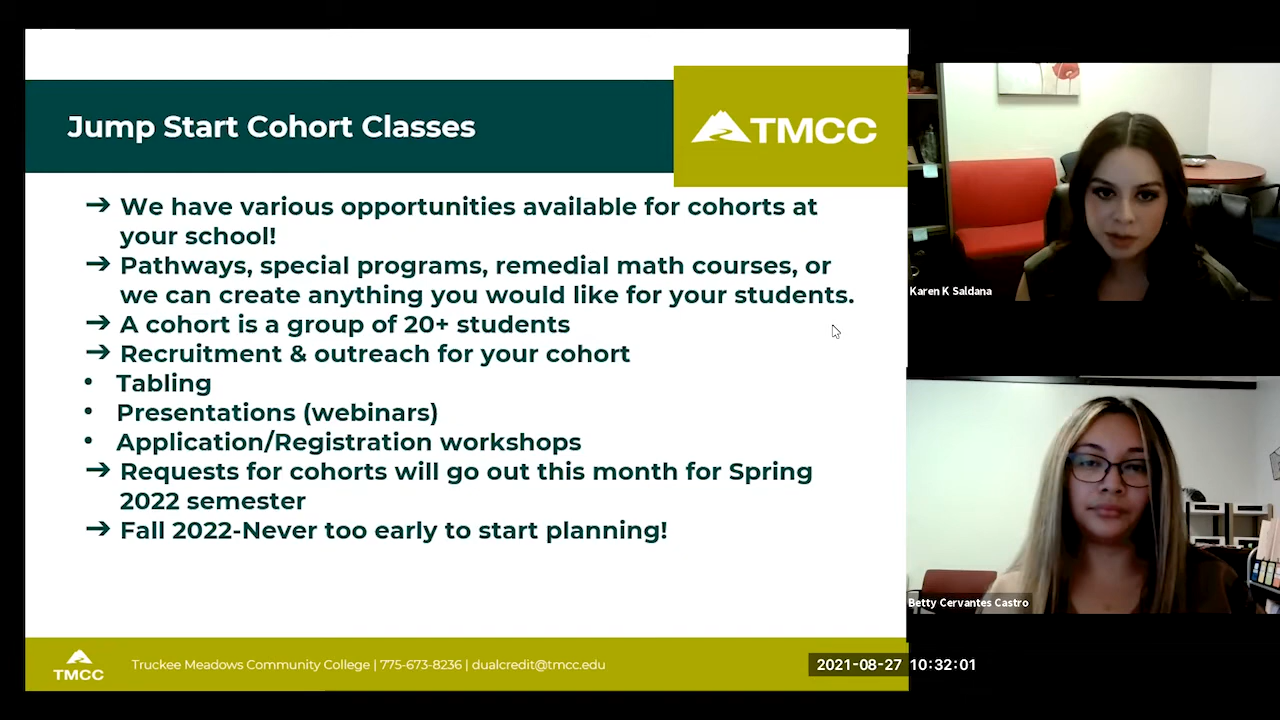 Jump Start Cohort Classes
TMCC
➔ We have various opportunities available for cohorts at
your school!
➔ Pathways, special programs, remedial math courses, or
we can create anything you would like for your students.
➔ A cohort is a group of 20+ students
➔ Recruitment & outreach for your cohort
• Tabling
• Presentations (webinars)
• Application/Registration workshops
➔ Requests for cohorts will go out this month for Spring
2022 semester
➔ Fall 2022-Never too early to start planning!
TMCC
Truckee Meadows Community College | 775-673-8236 | dualcredit@tmcc.edu
2021-08-27 10:32:01
Karen K Saldana
Betty Cervantes Castro